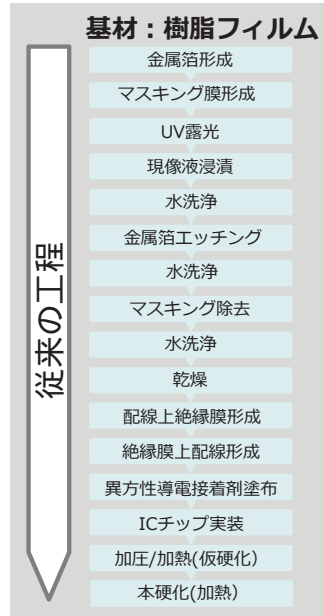 基材：樹脂フィルム
従来の工程
金属箔形成
マスキング膜形成
UV露光
現像液浸漬
水洗浄
金属箔エッチング
水洗浄
マスキング除去
水洗浄
乾燥
配線上絶縁膜形成
絶縁膜上配線形成
異方性導電接着剤塗布
ICチップ実装
加圧/加熱(仮硬化）
本硬化(加熱）